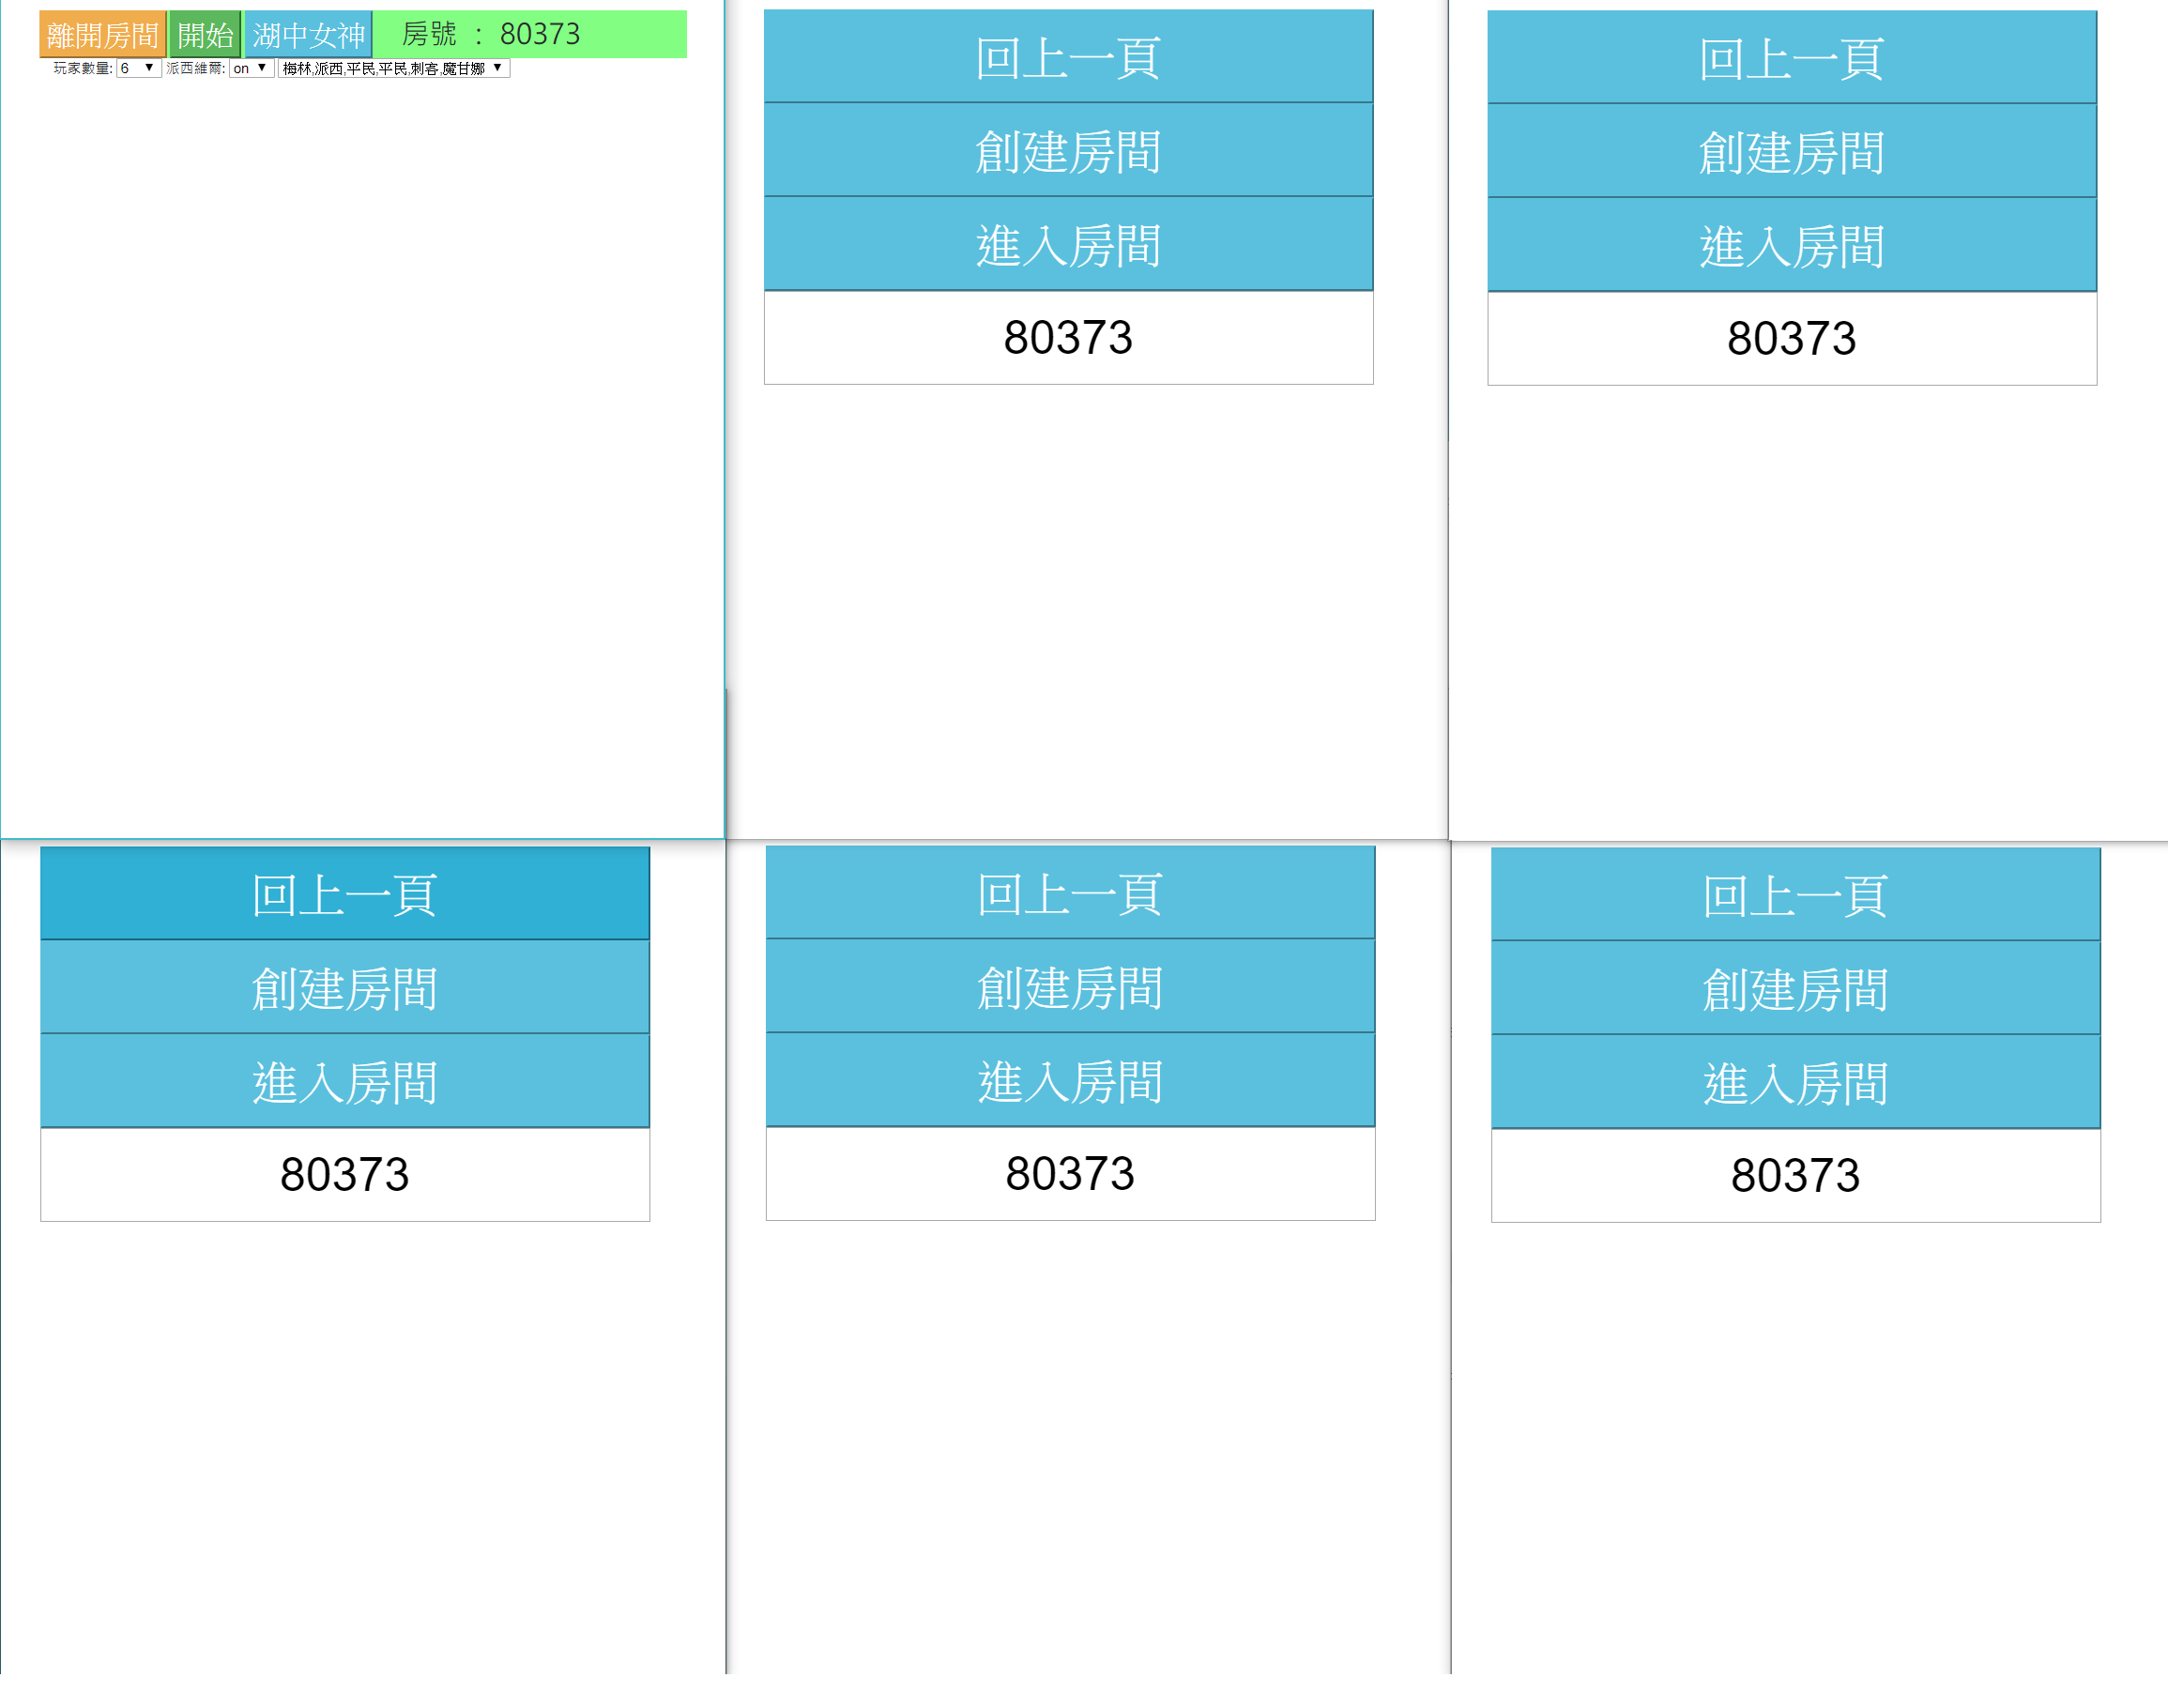 離開房間 開始 湖中女神 房號 : 80373
玩家數量: 6 派西維爾: on 梅林,派西,平民,平民,刺客,魔甘娜
回上一頁
創建房間
進入房間
80373
回上一頁
創建房間
進入房間
80373
回上一頁
創建房間
進入房間
80373
回上一頁
創建房間
進入房間
80373
回上一頁
創建房間
進入房間
80373